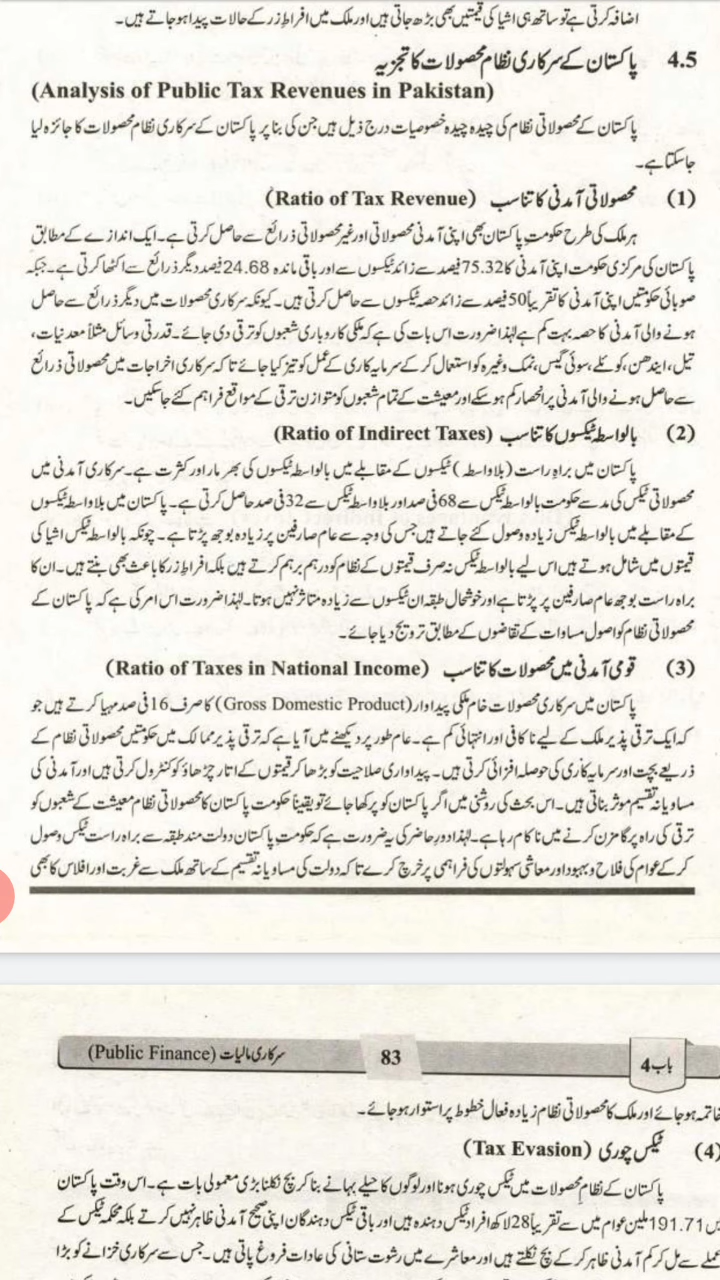 اضافہ کرتی ہے تو ساتھ ہی اشیا کی قیمتیں بھی بڑھ جاتی ہیں اور ملک میں افراطِ زر کے حالات پیدا ہو جاتے ہیں۔
4.5 پاکستان کے سرکاری نظام محصولات کا تجزیہ
(Analysis of Public Tax Revenues in Pakistan)
پاکستان کے محصولاتی نظام کی چیدہ چیدہ خصوصیات درج ذیل ہیں جن کی بنا پر پاکستان کے سرکاری نظام محصولات کا جائزہ لیا
جا سکتا ہے۔
(1) محصولاتی آمدنی کا تناسب (Ratio of Tax Revenue)
ہر ملک کی طرح حکومتِ پاکستان بھی اپنی آمدنی محصولاتی اور غیر محصولاتی ذرائع سے حاصل کرتی ہے۔ ایک اندازے کے مطابق
پاکستان کی مرکزی حکومت اپنی آمدنی کا 75.32 فیصد سے زائد ٹیکسوں سے اور باقی ماندہ 24.68 فیصد دیگر ذرائع سے اکٹھا کرتی ہے۔ جبکہ
صوبائی حکومتیں اپنی آمدنی کا تقریباً 50 فیصد سے زائد حصہ ٹیکسوں سے حاصل کرتی ہیں۔ کیونکہ سرکاری محصولات میں دیگر ذرائع سے حاصل
ہونے والی آمدنی کا حصہ بہت کم ہے لہٰذا ضرورت اس بات کی ہے کہ ملکی کاروباری شعبوں کو ترقی دی جائے۔ قدرتی وسائل مثلاً معدنیات،
تیل، ایندھن، کوئلے، سوئی گیس، نمک وغیرہ کو استعمال کر کے سرمایہ کاری کے عمل کو تیز کیا جائے تاکہ سرکاری اخراجات میں محصولاتی ذرائع
سے حاصل ہونے والی آمدنی پر انحصار کم ہو سکے اور معیشت کے تمام شعبوں کو متوازن ترقی کے مواقع فراہم کئے جا سکیں۔
(2) بالواسطہ ٹیکسوں کا تناسب (Ratio of Indirect Taxes)
پاکستان میں براہِ راست (بلاواسطہ) ٹیکسوں کے مقابلے میں بالواسطہ ٹیکسوں کی بھرمار اور کثرت ہے۔ سرکاری آمدنی میں
محصولاتی ٹیکس کی مد سے حکومت بالواسطہ ٹیکس سے 68 فی صد اور بلاواسطہ ٹیکس سے 32 فی صد حاصل کرتی ہے۔ پاکستان میں بلاواسطہ ٹیکسوں
کے مقابلے میں بالواسطہ ٹیکس زیادہ وصول کئے جاتے ہیں جس کی وجہ سے عام صارفین پر زیادہ بوجھ پڑتا ہے۔ چونکہ بالواسطہ ٹیکس اشیا کی
قیمتوں میں شامل ہوتے ہیں اس لیے بالواسطہ ٹیکس نہ صرف قیمتوں کے نظام کو درہم برہم کرتے ہیں بلکہ افراطِ زر کا باعث بھی بنتے ہیں۔ ان کا
براہ راست بوجھ عام صارفین پر پڑتا ہے اور خوشحال طبقہ ان ٹیکسوں سے زیادہ متاثر نہیں ہوتا۔ لہٰذا ضرورت اس امر کی ہے کہ پاکستان کے
محصولاتی نظام کو اصول مساوات کے تقاضوں کے مطابق ترویج دیا جائے۔
(3) قومی آمدنی میں محصولات کا تناسب (Ratio of Taxes in National Income)
پاکستان میں سرکاری محصولات خام ملکی پیداوار (Gross Domestic Product) کا صرف 16 فی صد مہیا کرتے ہیں جو
کہ ایک ترقی پذیر ملک کے لیے ناکافی اور انتہائی کم ہے۔ عام طور پر دیکھنے میں آیا ہے کہ ترقی پذیر ممالک میں حکومتیں محصولاتی نظام کے
ذریعے بچت اور سرمایہ کاری کی حوصلہ افزائی کرتی ہیں۔ پیداواری صلاحیت کو بڑھا کر قیمتوں کے اتار چڑھاؤ کو کنٹرول کرتی ہیں اور آمدنی کی
مساویانہ تقسیم موثر بناتی ہیں۔ اس بحث کی روشنی میں اگر پاکستان کو پرکھا جائے تو یقیناً حکومت پاکستان کا محصولاتی نظام معیشت کے شعبوں کو
ترقی کی راہ پر گامزن کرنے میں ناکام رہا ہے۔ لہٰذا دورِ حاضر کی یہ ضرورت ہے کہ حکومت پاکستان دولت مند طبقہ سے براہ راست ٹیکس وصول
کر کے عوام کی فلاح و بہبود اور معاشی سہولتوں کی فراہمی پر خرچ کرے تاکہ دولت کی مساویانہ تقسیم کے ساتھ ملک سے غربت اور افلاس کا بھی
باب 4 83 سرکاری مالیات (Public Finance)
خاتمہ ہو جائے اور ملک کا محصولاتی نظام زیادہ فعال خطوط پر استوار ہو جائے۔
(4) ٹیکس چوری (Tax Evasion)
پاکستان کے نظامِ محصولات میں ٹیکس چوری ہونا اور لوگوں کا حیلے بہانے بنا کر بچ نکلنا بڑی معمولی بات ہے۔ اس وقت پاکستان
191.71 ملین عوام میں سے تقریباً 28 لاکھ افراد ٹیکس دہندہ ہیں اور باقی ٹیکس دہندگان اپنی صحیح آمدنی ظاہر نہیں کرتے بلکہ محکمہ ٹیکس کے
عملے سے مل کر کم آمدنی ظاہر کر کے بچ نکلتے ہیں اور معاشرے میں رشوت ستانی کی عادات فروغ پاتی ہیں۔ جس سے سرکاری خزانے کو بڑا